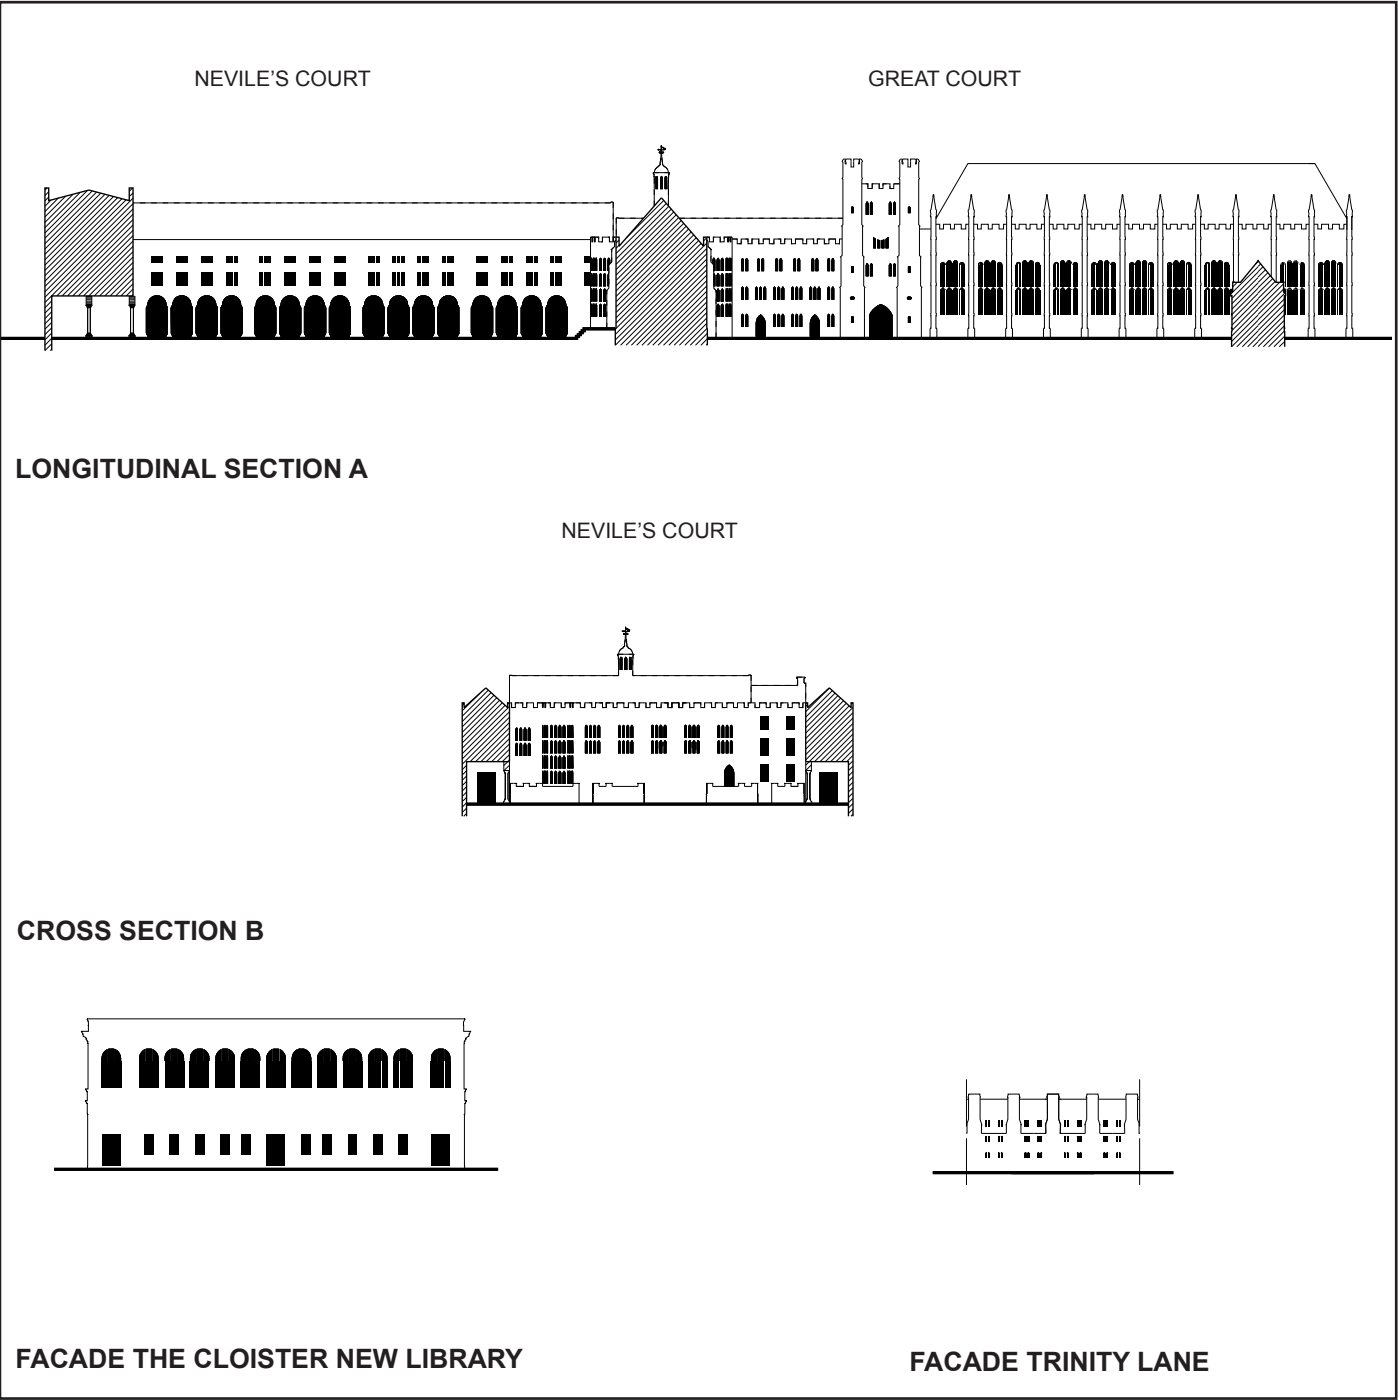 NEVILE'S COURT
GREAT COURT
LONGITUDINAL SECTION A
NEVILE'S COURT
CROSS SECTION B
FACADE THE CLOISTER NEW LIBRARY
FACADE TRINITY LANE